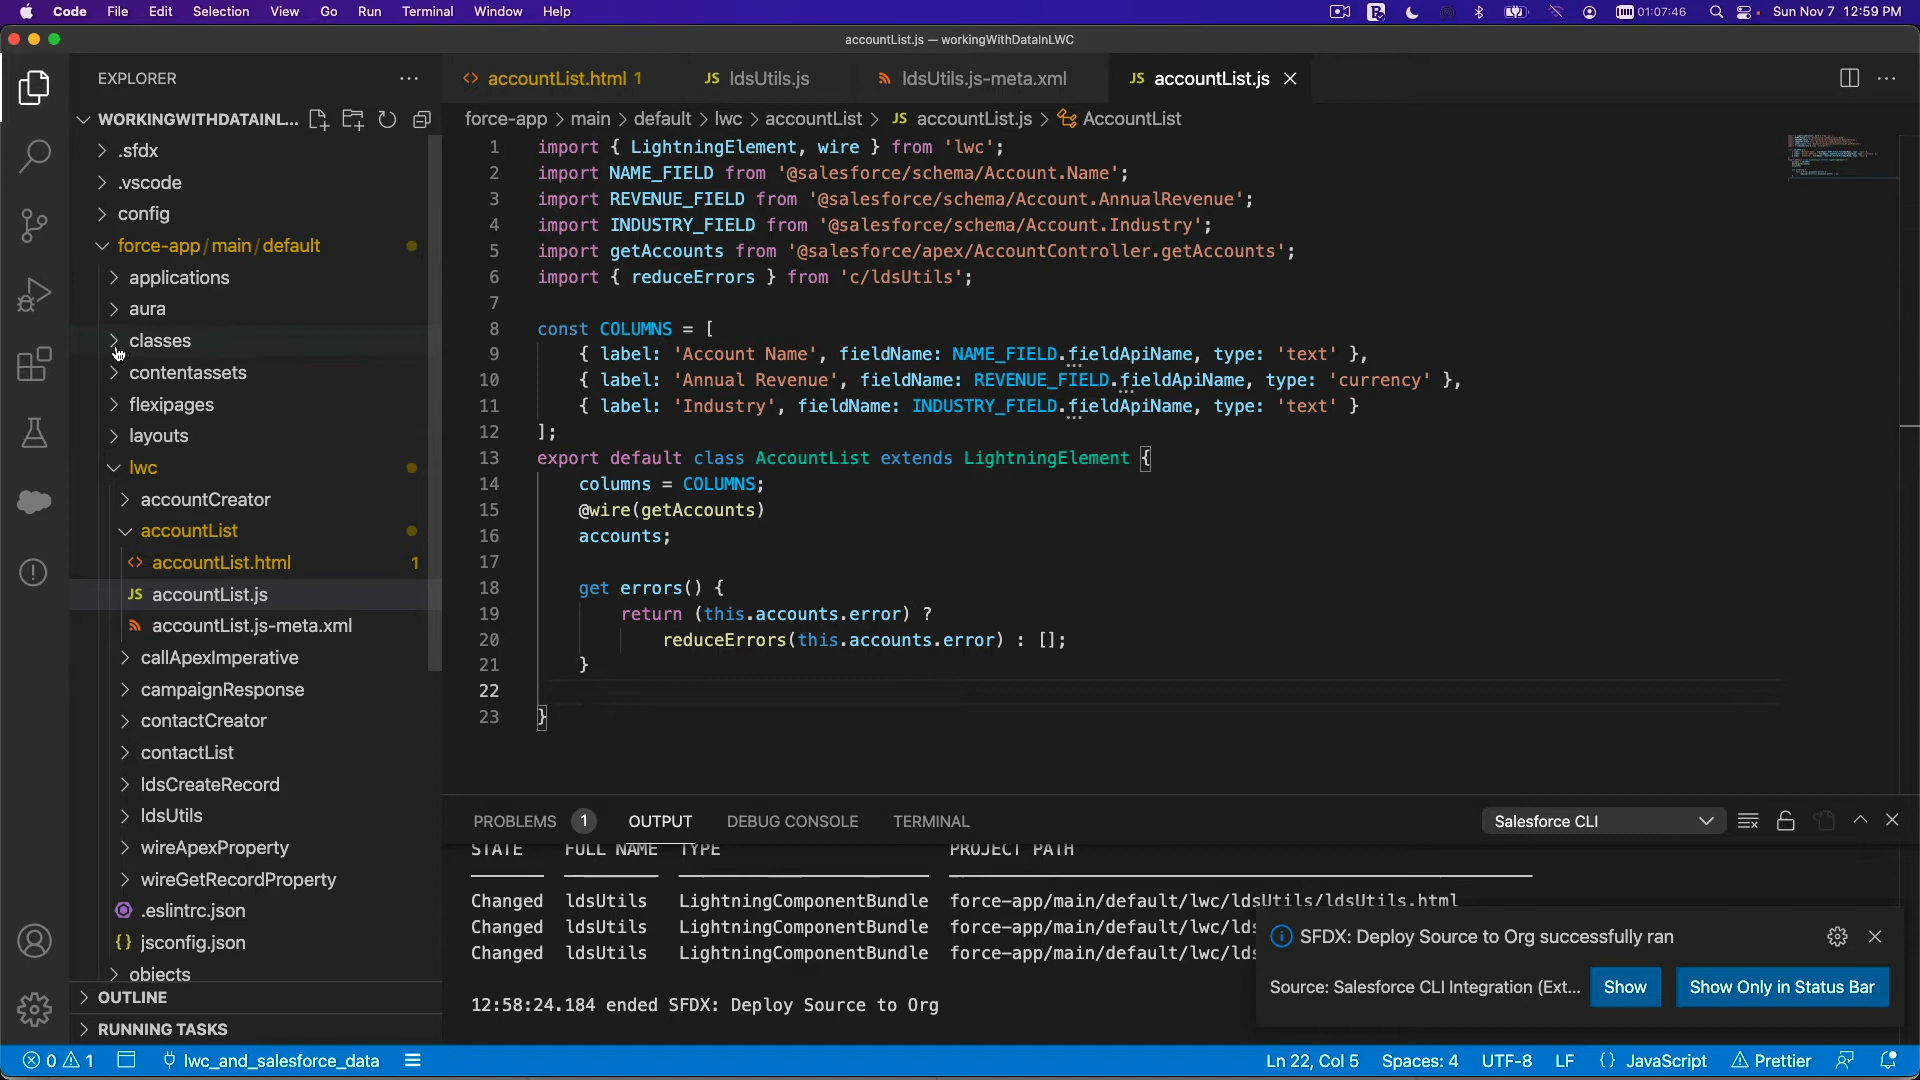 Code File Edit Selection View Go Run Terminal Window Help 01:07:46 Sun Nov 7 12:59 PM
accountList.js — workingWithDataInLWC
EXPLORER
WORKINGWITHDATAINL...
.sfdx
.vscode
config
force-app / main / default
applications
aura
classes
contentassets
flexipages
layouts
lwc
accountCreator
accountList
<> accountList.html 1
JS accountList.js
accountList.js-meta.xml
callApexImperative
campaignResponse
contactCreator
contactList
ldsCreateRecord
ldsUtils
wireApexProperty
wireGetRecordProperty
.eslintrc.json
{} jsconfig.json
objects
OUTLINE
RUNNING TASKS
<> accountList.html 1 JS ldsUtils.js ldsUtils.js-meta.xml JS accountList.js
force-app > main > default > lwc > accountList > JS accountList.js > AccountList
1 import { LightningElement, wire } from 'lwc';
2 import NAME_FIELD from '@salesforce/schema/Account.Name';
3 import REVENUE_FIELD from '@salesforce/schema/Account.AnnualRevenue';
4 import INDUSTRY_FIELD from '@salesforce/schema/Account.Industry';
5 import getAccounts from '@salesforce/apex/AccountController.getAccounts';
6 import { reduceErrors } from 'c/ldsUtils';
7
8 const COLUMNS = [
9 { label: 'Account Name', fieldName: NAME_FIELD.fieldApiName, type: 'text' },
10 { label: 'Annual Revenue', fieldName: REVENUE_FIELD.fieldApiName, type: 'currency' },
11 { label: 'Industry', fieldName: INDUSTRY_FIELD.fieldApiName, type: 'text' }
12 ];
13 export default class AccountList extends LightningElement {
14 columns = COLUMNS;
15 @wire(getAccounts)
16 accounts;
17
18 get errors() {
19 return (this.accounts.error) ?
20 reduceErrors(this.accounts.error) : [];
21 }
22
23 }
PROBLEMS 1 OUTPUT DEBUG CONSOLE TERMINAL Salesforce CLI
STATE FULL NAME TYPE PROJECT PATH
Changed ldsUtils LightningComponentBundle force-app/main/default/lwc/ldsUtils/ldsUtils.html
Changed ldsUtils LightningComponentBundle force-app/main/default/lwc/lds
Changed ldsUtils LightningComponentBundle force-app/main/default/lwc/lds
12:58:24.184 ended SFDX: Deploy Source to Org
SFDX: Deploy Source to Org successfully ran
Source: Salesforce CLI Integration (Ext... Show Show Only in Status Bar
0 1 lwc_and_salesforce_data Ln 22, Col 5 Spaces: 4 UTF-8 LF {} JavaScript Prettier